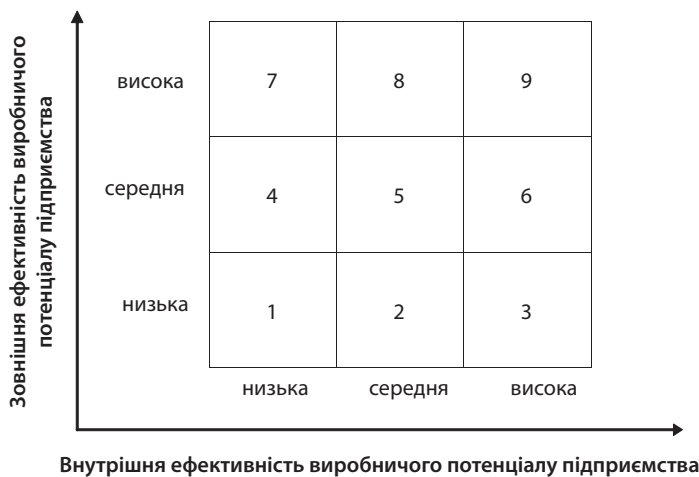 Зовнішня ефективність виробничого
потенціалу підприємства
висока 7 8 9
середня 4 5 6
низька 1 2 3
низька середня висока
Внутрішня ефективність виробничого потенціалу підприємства